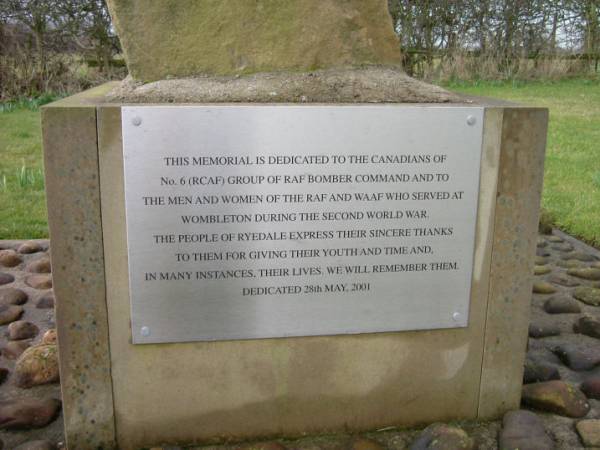 THIS MEMORIAL IS DEDICATED TO THE CANADIANS OF
No. 6 (RCAF) GROUP OF RAF BOMBER COMMAND AND TO
THE MEN AND WOMEN OF THE RAF AND WAAF WHO SERVED AT
WOMBLETON DURING THE SECOND WORLD WAR.
THE PEOPLE OF RYEDALE EXPRESS THEIR SINCERE THANKS
TO THEM FOR GIVING THEIR YOUTH AND TIME AND,
IN MANY INSTANCES, THEIR LIVES. WE WILL REMEMBER THEM.
DEDICATED 28th MAY, 2001